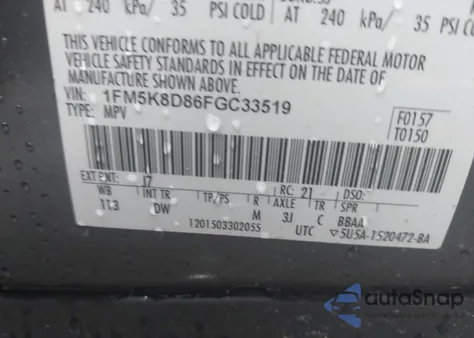 AT 240 kPa/ 35 PSI COLD AT 240 kPa/ 35 PSI CO
THIS VEHICLE CONFORMS TO ALL APPLICABLE FEDERAL MOTOR
VEHICLE SAFETY STANDARDS IN EFFECT ON THE DATE OF
MANUFACTURE SHOWN ABOVE.
VIN: 1FM5K8D86FGC33519
TYPE: MPV
F0157
T0150
EXT PNT: J7 RC: 21 DSO:
WB INT TR TP/PS R AXLE TR SPR
113 DW M 3J C BBAA
1201503302055 UTC ▽5U5A-1520472-BA
autoSnap